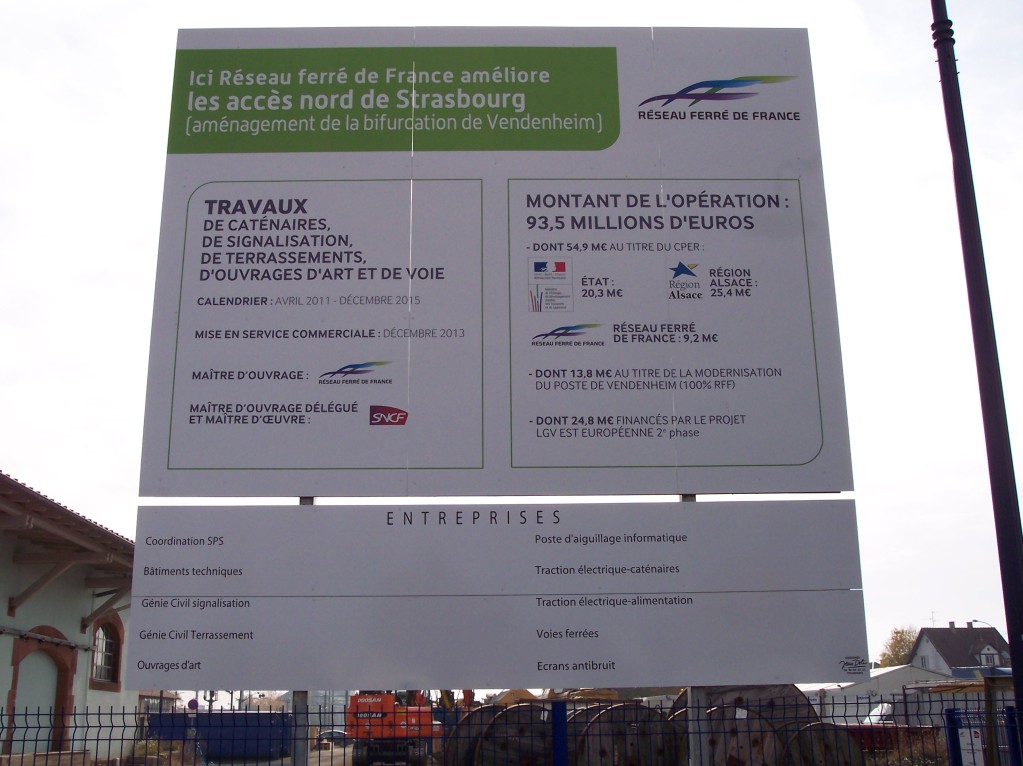 Ici Réseau ferré de France améliore
les accès nord de Strasbourg
(aménagement de la bifurcation de Vendenheim)
RÉSEAU FERRÉ DE FRANCE
TRAVAUX
DE CATÉNAIRES,
DE SIGNALISATION,
DE TERRASSEMENTS,
D'OUVRAGES D'ART ET DE VOIE
CALENDRIER : AVRIL 2011 - DÉCEMBRE 2015
MISE EN SERVICE COMMERCIALE : DÉCEMBRE 2013
MAÎTRE D'OUVRAGE :
RÉSEAU FERRÉ DE FRANCE
MAÎTRE D'OUVRAGE DÉLÉGUÉ
ET MAÎTRE D'ŒUVRE :
SNCF
MONTANT DE L'OPÉRATION :
93,5 MILLIONS D'EUROS
- DONT 54,9 M€ AU TITRE DU CPER :
ÉTAT :
20,3 M€
Région
Alsace
RÉGION
ALSACE :
25,4 M€
RÉSEAU FERRÉ DE FRANCE
RÉSEAU FERRÉ
DE FRANCE : 9,2 M€
- DONT 13,8 M€ AU TITRE DE LA MODERNISATION
DU POSTE DE VENDENHEIM (100% RFF)
- DONT 24,8 M€ FINANCÉS PAR LE PROJET
LGV EST EUROPÉENNE 2e phase
ENTREPRISES
Coordination SPS
Bâtiments techniques
Génie Civil signalisation
Génie Civil Terrassement
Ouvrages d'art
Poste d'aiguillage informatique
Traction électrique-caténaires
Traction électrique-alimentation
Voies ferrées
Ecrans antibruit